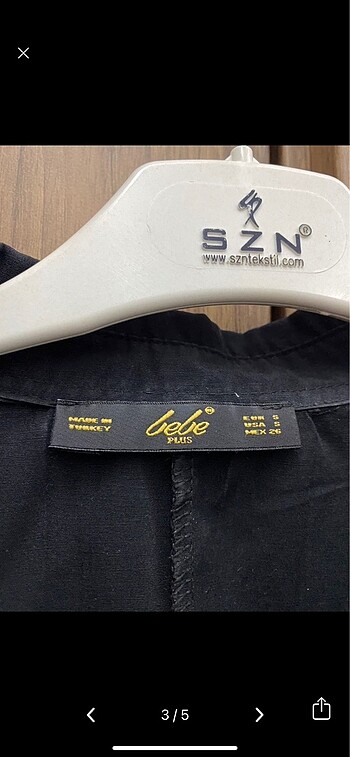 SZN®
www.szntekstil.com
MADE IN
TURKEY
bebe
PLUS
EUR S
USA S
MEX 26
3/5